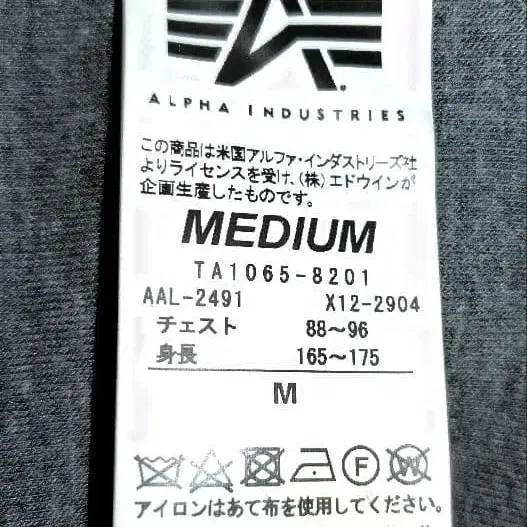 ALPHA INDUSTRIES
この商品は米国アルファ・インダストリーズ社
よりライセンスを受け、(株)エドウインが
企画生産したものです。
MEDIUM
TA1065-8201
AAL-2491 X12-2904
チェスト 88〜96
身長 165〜175
M
F W
アイロンはあて布を使用してください。